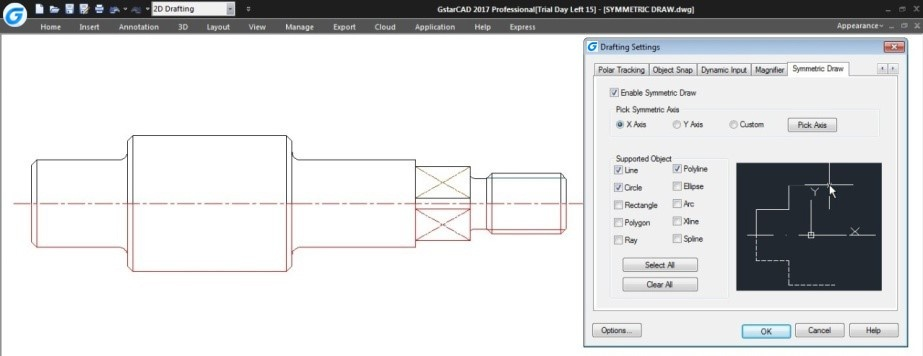 2D Drafting
GstarCAD 2017 Professional[Trial Day Left 15] - [SYMMETRIC DRAW.dwg]
Home Insert Annotation 3D Layout View Manage Export Cloud Application Help Express
Appearance
Drafting Settings
Polar Tracking Object Snap Dynamic Input Magnifier Symmetric Draw
Enable Symmetric Draw
Pick Symmetric Axis
X Axis Y Axis Custom Pick Axis
Supported Object
Line Polyline
Circle Ellipse
Rectangle Arc
Polygon Xline
Ray Spline
Select All
Clear All
Y
X
Options... OK Cancel Help